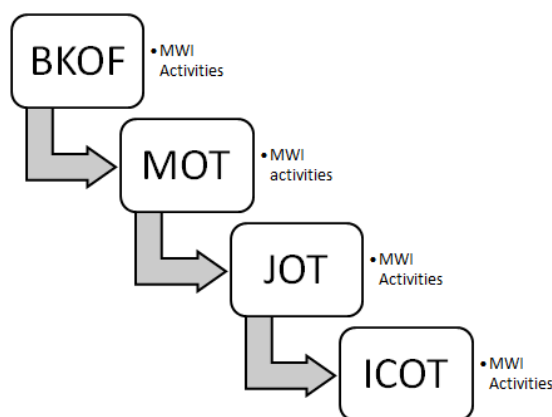 BKOF
• MWI
Activities
MOT
• MWI
activities
JOT
• MWI
Activities
ICOT
• MWI
Activities